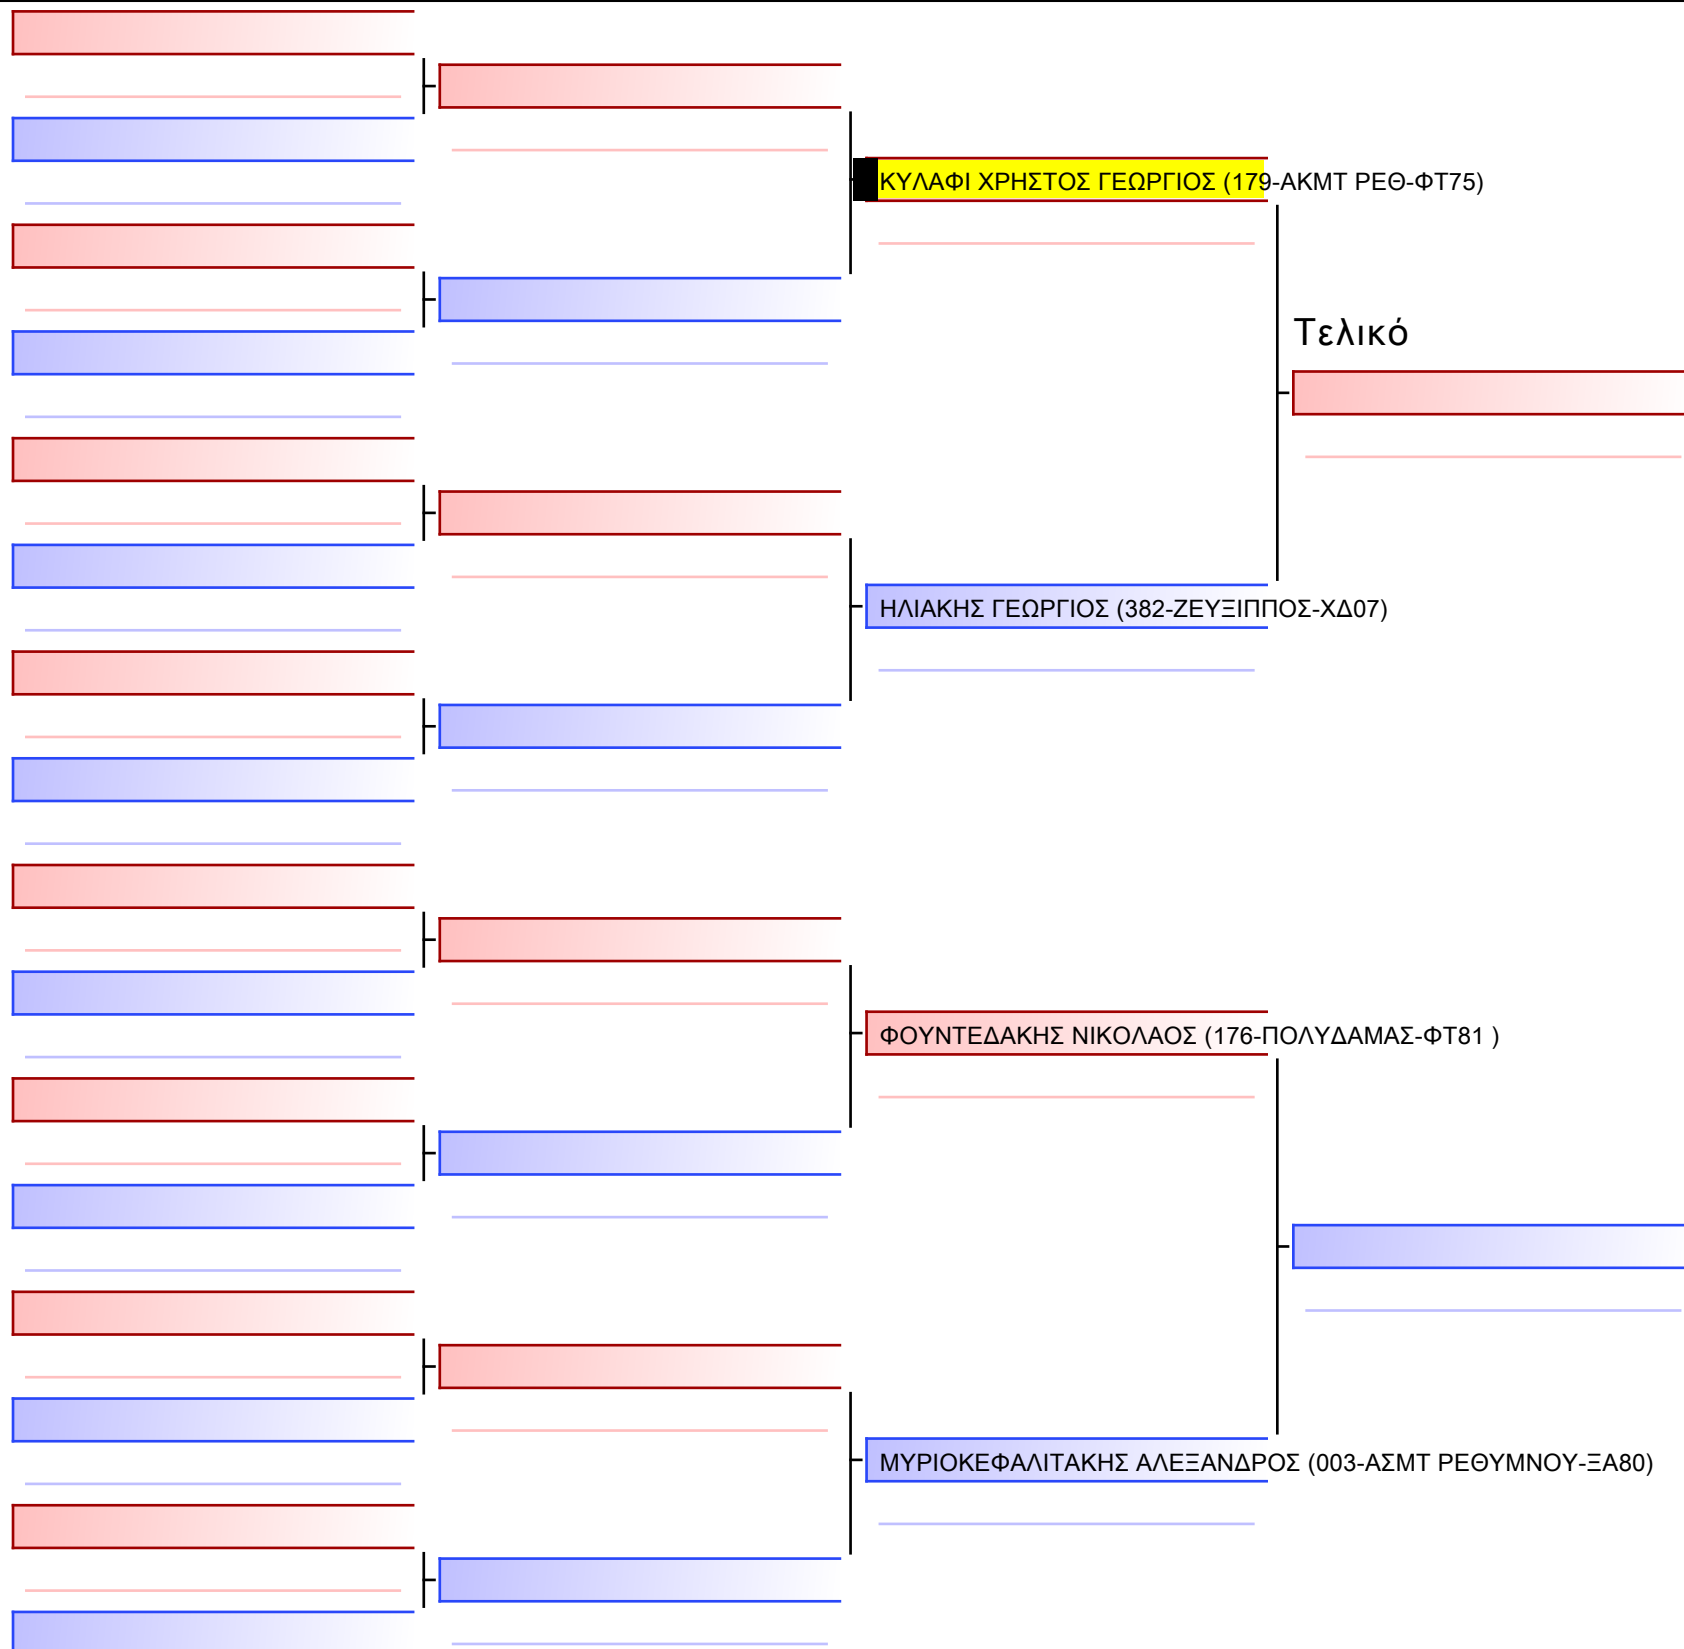 ΚΥΛΑΦΙ ΧΡΗΣΤΟΣ ΓΕΩΡΓΙΟΣ (179-ΑΚΜΤ ΡΕΘ-ΦΤ75)
Τελικό
ΗΛΙΑΚΗΣ ΓΕΩΡΓΙΟΣ (382-ΖΕΥΞΙΠΠΟΣ-ΧΔ07)
ΦΟΥΝΤΕΔΑΚΗΣ ΝΙΚΟΛΑΟΣ (176-ΠΟΛΥΔΑΜΑΣ-ΦΤ81 )
ΜΥΡΙΟΚΕΦΑΛΙΤΑΚΗΣ ΑΛΕΞΑΝΔΡΟΣ (003-ΑΣΜΤ ΡΕΘΥΜΝΟΥ-ΞΑ80)